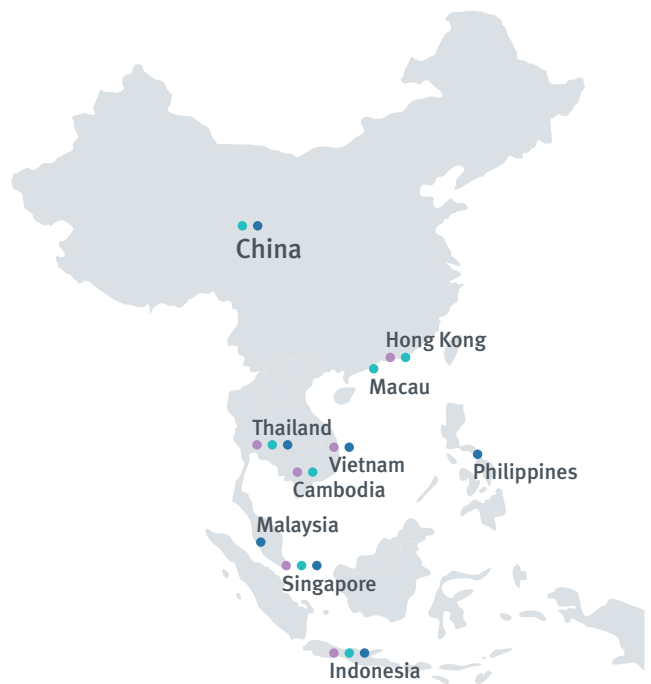 China
Hong Kong
Macau
Thailand
Vietnam
Philippines
Cambodia
Malaysia
Singapore
Indonesia